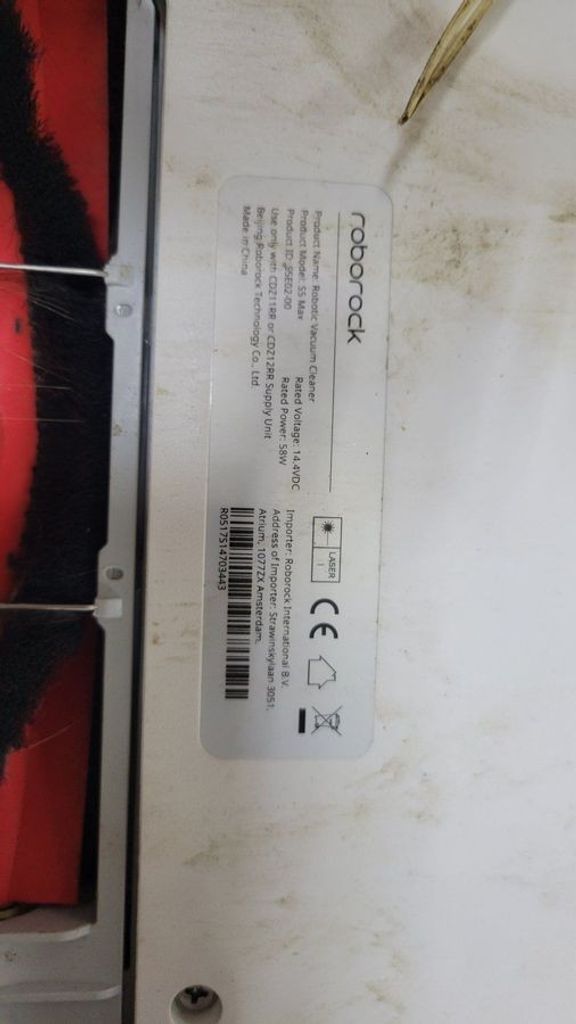 roborock
Product Name: Robotic Vacuum Cleaner
Product Model: S5 Max
Rated Voltage: 14.4VDC
Product ID: S5E02-00
Rated Power: 58W
Use only with CDZ11RR or CDZ12RR Supply Unit
Beijing Roborock Technology Co., Ltd.
Made in China
LASER
1
CE
Importer: Roborock International B.V.
Address of Importer: Strawinskylaan 3051,
Atrium, 1077ZX Amsterdam.
R0517S14703443